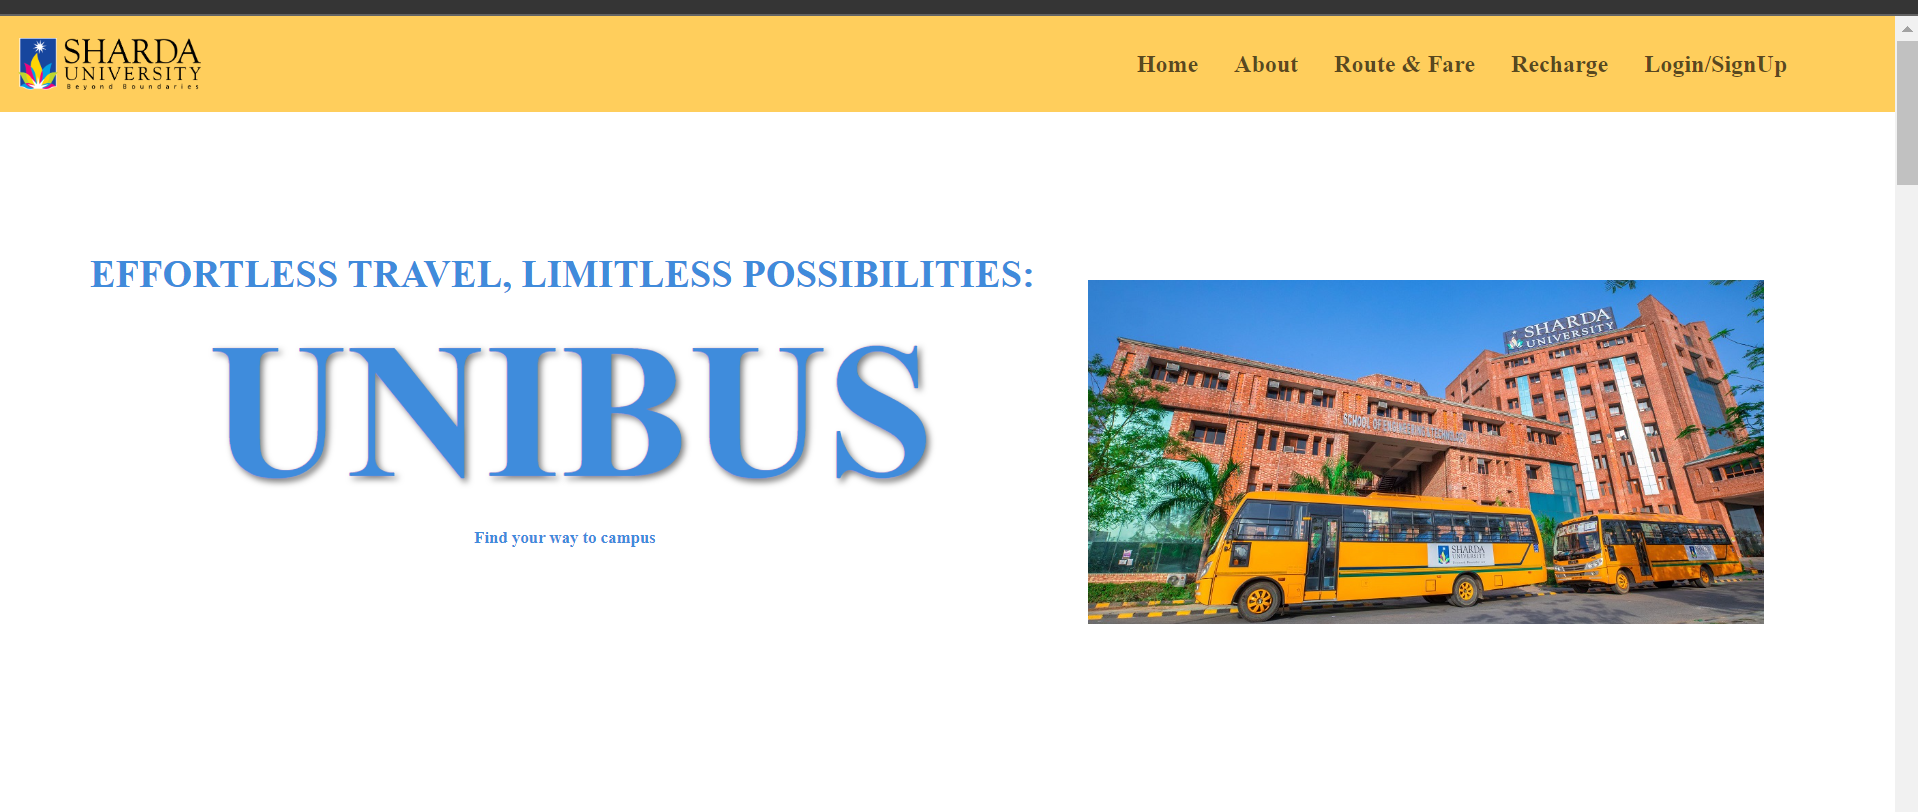 SHARDA
UNIVERSITY
Beyond Boundaries
Home About Route & Fare Recharge Login/SignUp
EFFORTLESS TRAVEL, LIMITLESS POSSIBILITIES:
UNIBUS
Find your way to campus
SHARDA
UNIVERSITY
SCHOOL OF ENGINEERING & TECHNOLOGY
SHARDA
UNIVERSITY